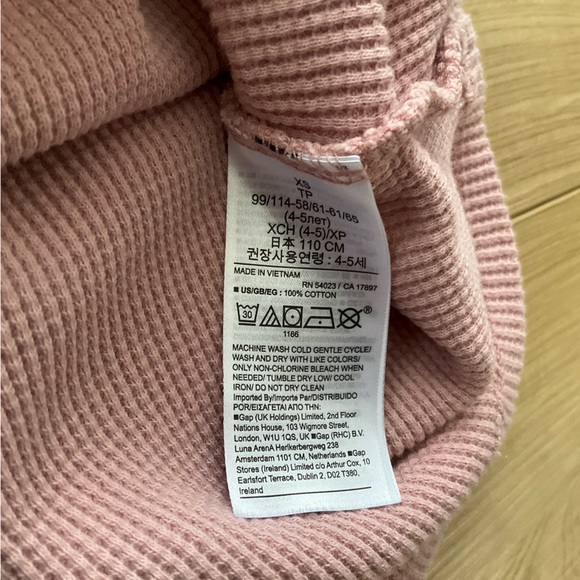 XS
TP
99/114-58/61-61/65
(4-5лет)
XCH (4-5)/XP
日本 110 CM
권장사용연령 : 4-5세
MADE IN VIETNAM
RN 54023 / CA 17897
■ US/GB/EG : 100% COTTON
30
®
1166
MACHINE WASH COLD GENTLE CYCLE/
WASH AND DRY WITH LIKE COLORS/
ONLY NON-CHLORINE BLEACH WHEN
NEEDED/ TUMBLE DRY LOW/ COOL
IRON/ DO NOT DRY CLEAN
Imported By/Importado Par/DISTRIBUIDO
POR/ΕΙΣΑΓΕΤΑΙ ΑΠΟ:
■Gap (UK Holdings) Limited, 2nd Floor
Nations House, 103 Wigmore Street,
London, W1U 1QS, UK ■Gap (RHC) B.V.
Luna ArenA Herikerbergweg 238
Amsterdam 1101 CM, Netherlands ■Gap
Stores (Ireland) Limited c/o Arthur Cox, 10
Earlsfort Terrace, Dublin 2, D02 T380,
Ireland